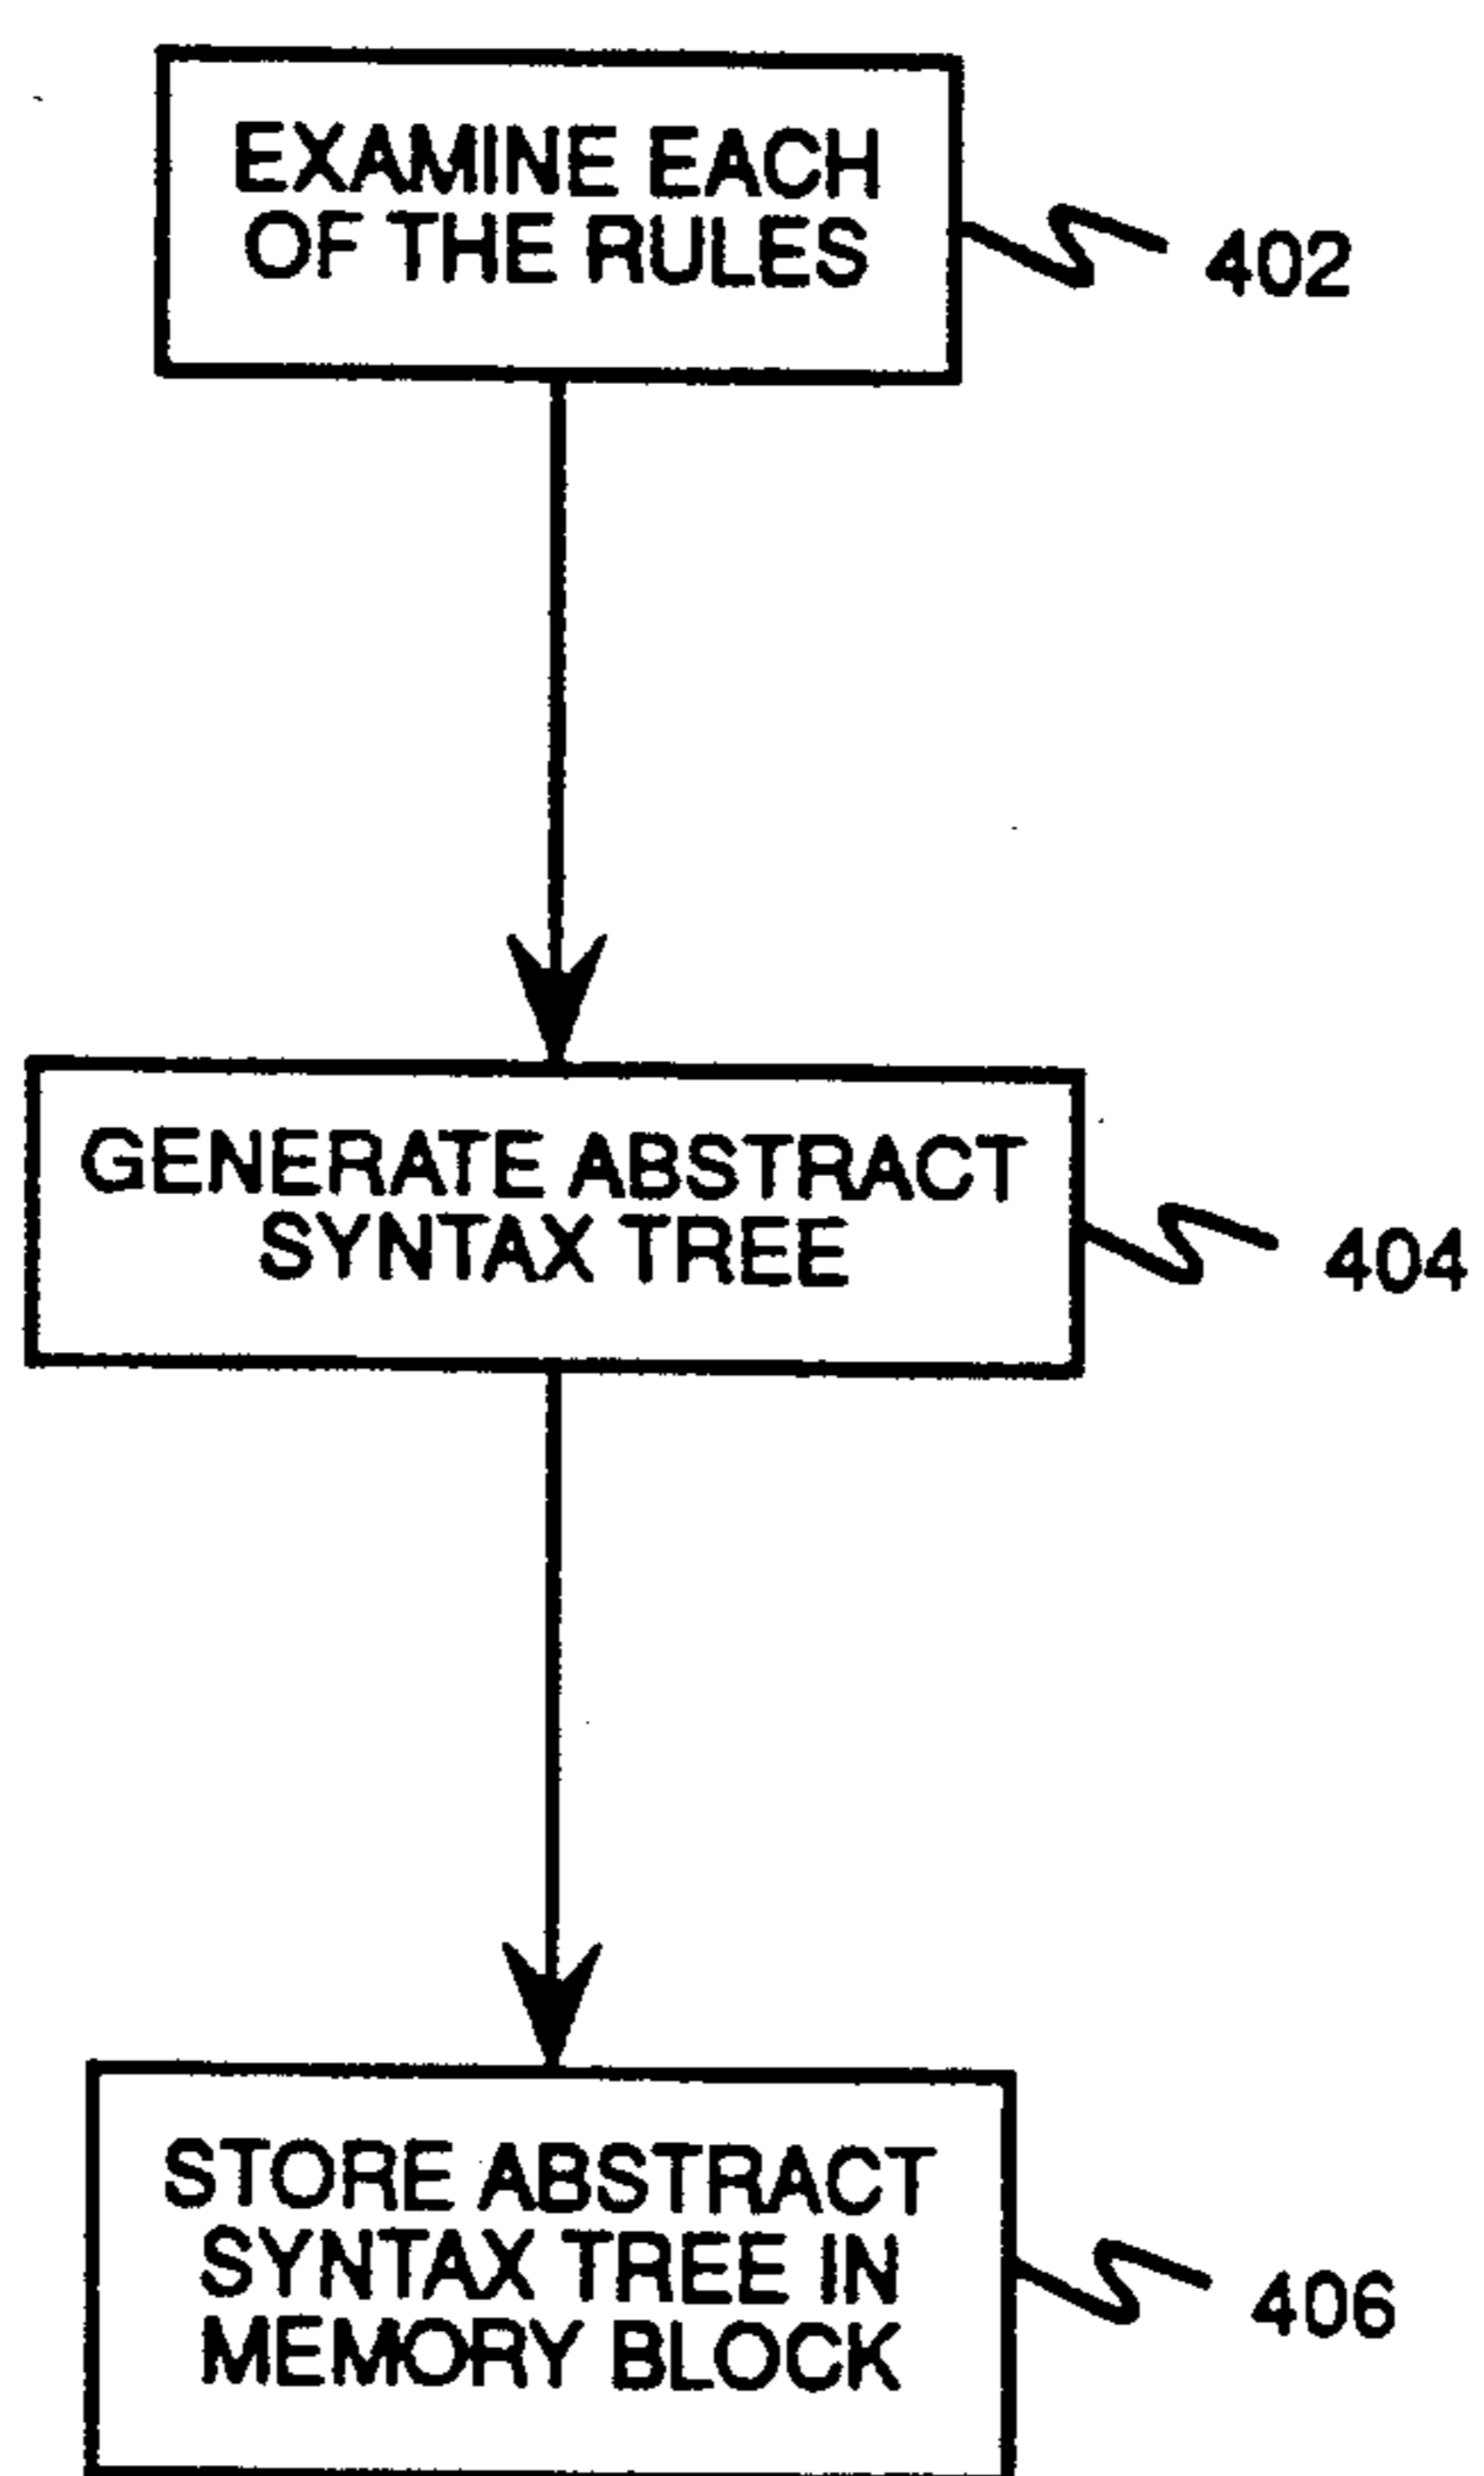 EXAMINE EACH
OF THE RULES
402
GENERATE ABSTRACT
SYNTAX TREE
404
STORE ABSTRACT
SYNTAX TREE IN
MEMORY BLOCK
406